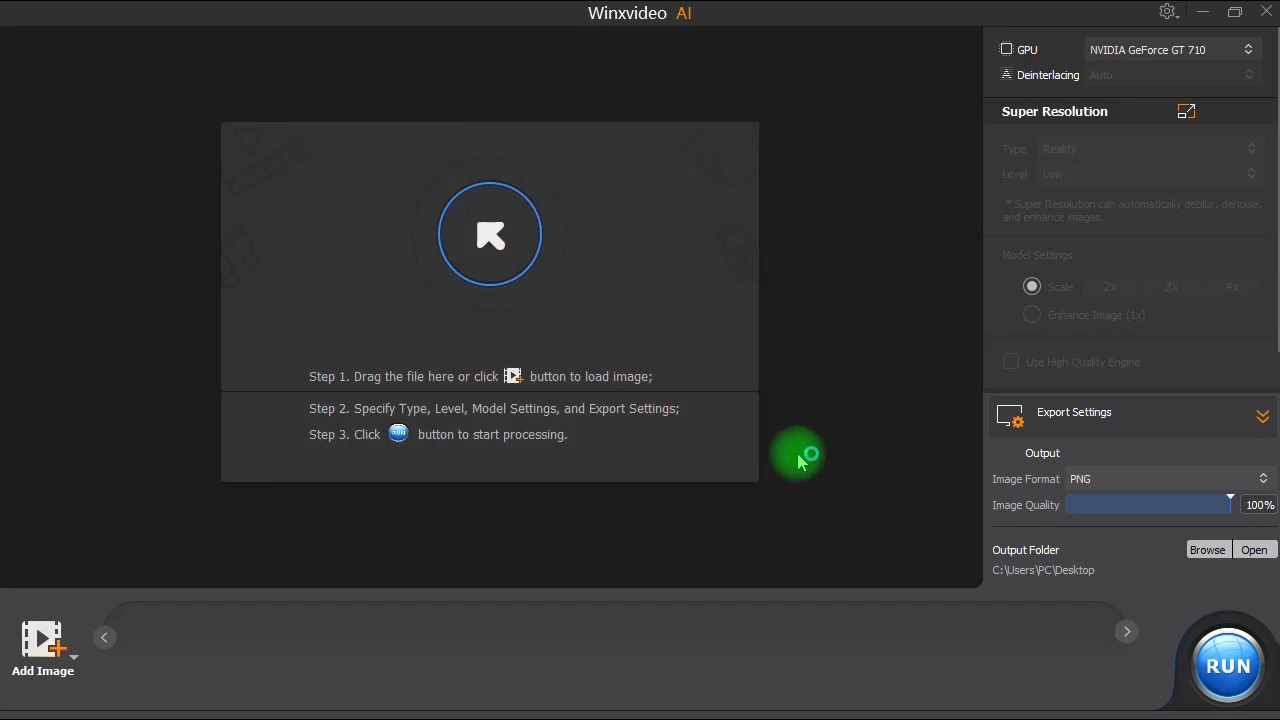 Winxvideo AI
GPU
NVIDIA GeForce GT 710
Deinterlacing
Auto
Super Resolution
Type
Reality
Level
Low
* Super Resolution can automatically deblur, denoise,
and enhance images.
Model Settings
Scale
2x
3x
4x
Enhance Image (1x)
Use High Quality Engine
Step 1. Drag the file here or click button to load image;
Step 2. Specify Type, Level, Model Settings, and Export Settings;
Step 3. Click RUN button to start processing.
Export Settings
Output
Image Format
PNG
Image Quality
100%
Output Folder
Browse
Open
C:\Users\PC\Desktop
Add Image
RUN